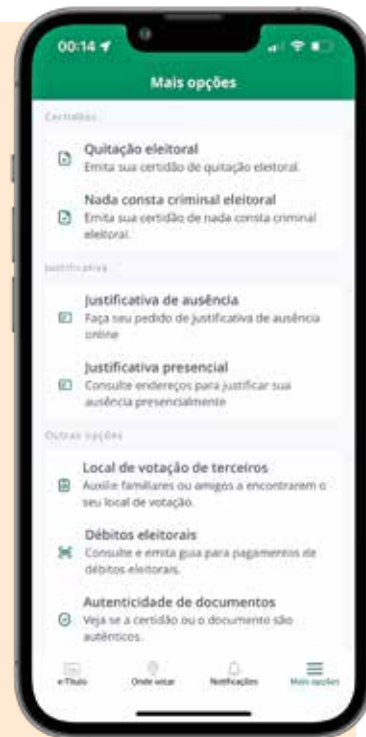 00:14
Mais opções
Certidões
Quitação eleitoral
Emita sua certidão de quitação eleitoral.
Nada consta criminal eleitoral
Emita sua certidão de nada consta criminal
eleitoral.
Justificativa
Justificativa de ausência
Faça seu pedido de justificativa de ausência
online
Justificativa presencial
Consulte endereços para justificar sua
ausência presencialmente
Outras opções
Local de votação de terceiros
Auxilie familiares ou amigos a encontrarem o
seu local de votação.
Débitos eleitorais
Consulte e emita guia para pagamentos de
débitos eleitorais.
Autenticidade de documentos
Veja se a certidão ou o documento são
autênticos.
e-Título
Onde votar
Notificações
Mais opções